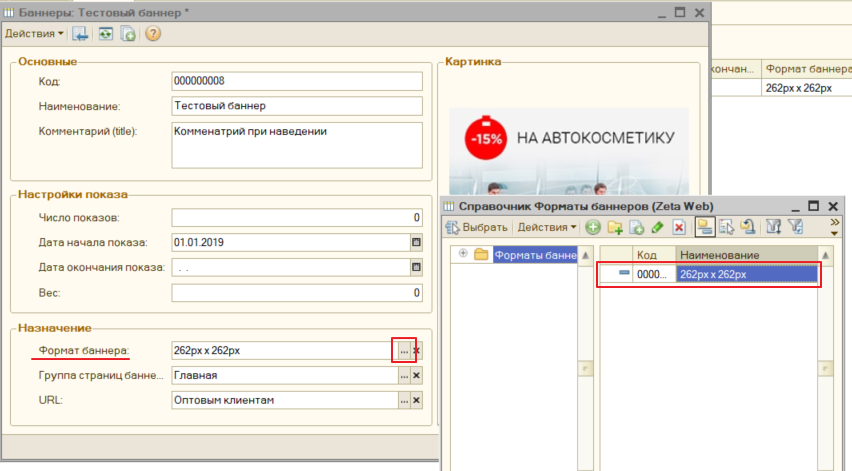 Баннеры: Тестовый баннер *
Действия
Основные
Код:
000000008
Наименование:
Тестовый баннер
Комментарий (title):
Комменатрий при наведении
Настройки показа
Число показов:
0
Дата начала показа:
01.01.2019
Дата окончания показа:
. .
Вес:
0
Назначение
Формат баннера:
262px x 262px
...
Группа страниц банне...
Главная
...
URL:
Оптовым клиентам
...
Картинка
-15%
НА АВТОКОСМЕТИКУ
кончан...
Формат баннера
262px x 262px
Справочник Форматы баннеров (Zeta Web)
Выбрать
Действия
Форматы банне
Код
Наименование
0000...
262px x 262px